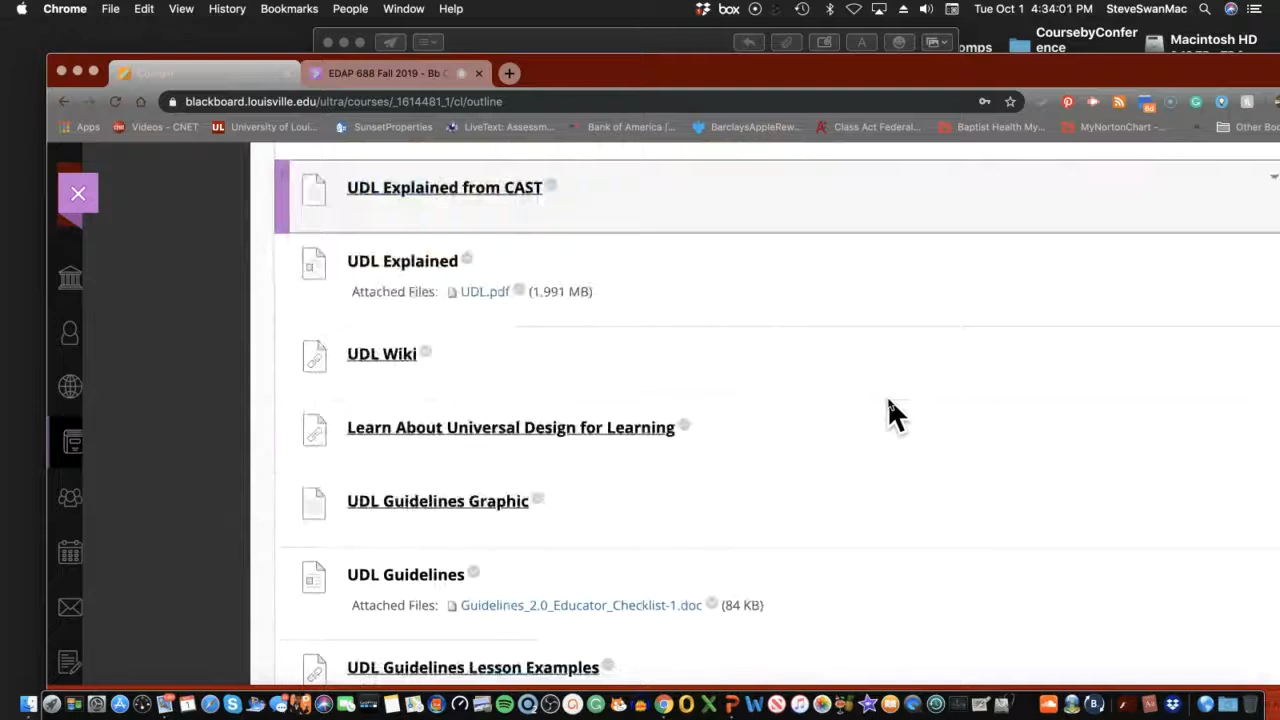 Chrome File Edit View History Bookmarks People Window Help box Tue Oct 1 4:34:01 PM SteveSwanMac
omps CoursebyConfer
ence Macintosh HD
EDAP 688 Fall 2019 - Bb C
blackboard.louisville.edu/ultra/courses/_1614481_1/cl/outline
Apps Videos - CNET University of Loui... SunsetProperties LiveText: Assessm... Bank of America /... BarclaysAppleRew... Class Act Federal... Baptist Health My... MyNortonChart -... Other Boo
UDL Explained from CAST
UDL Explained
Attached Files: UDL.pdf (1.991 MB)
UDL Wiki
Learn About Universal Design for Learning
UDL Guidelines Graphic
UDL Guidelines
Attached Files: Guidelines_2.0_Educator_Checklist-1.doc (84 KB)
UDL Guidelines Lesson Examples